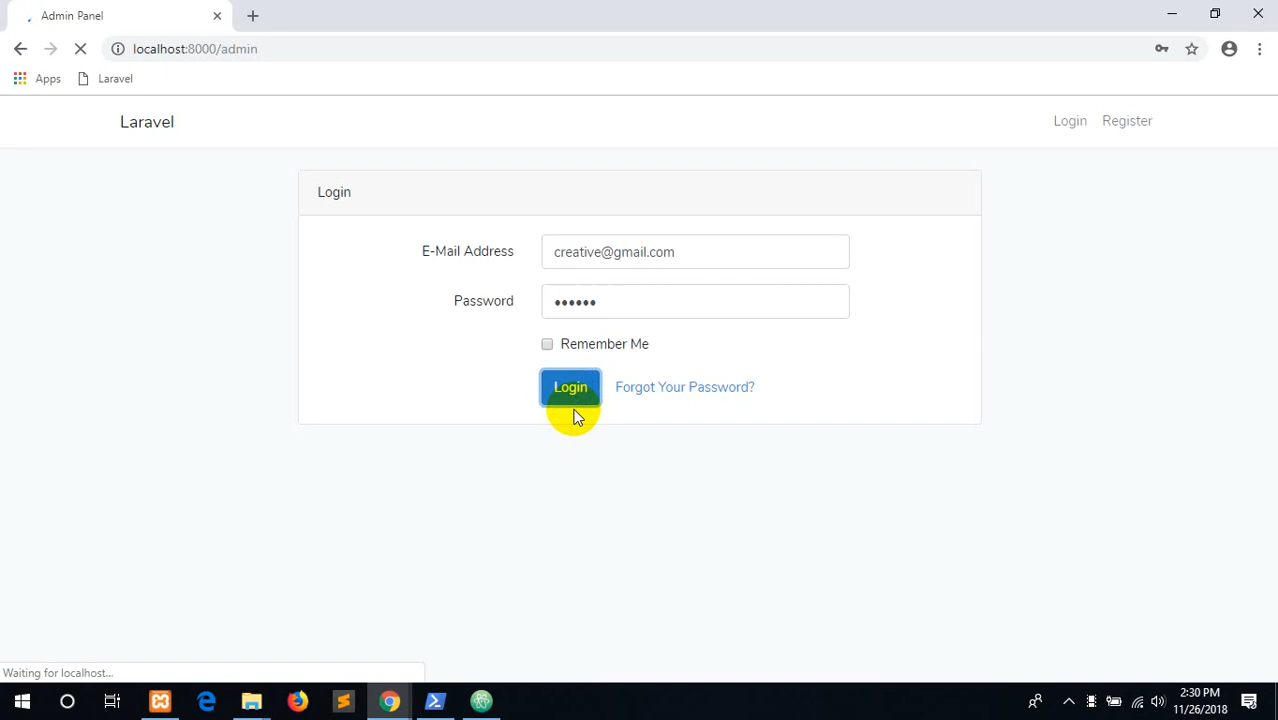 Admin Panel
localhost:8000/admin
Apps Laravel
Laravel Login Register
Login
E-Mail Address creative@gmail.com
Password ••••••
Remember Me
Login Forgot Your Password?
Waiting for localhost...
2:30 PM
11/26/2018